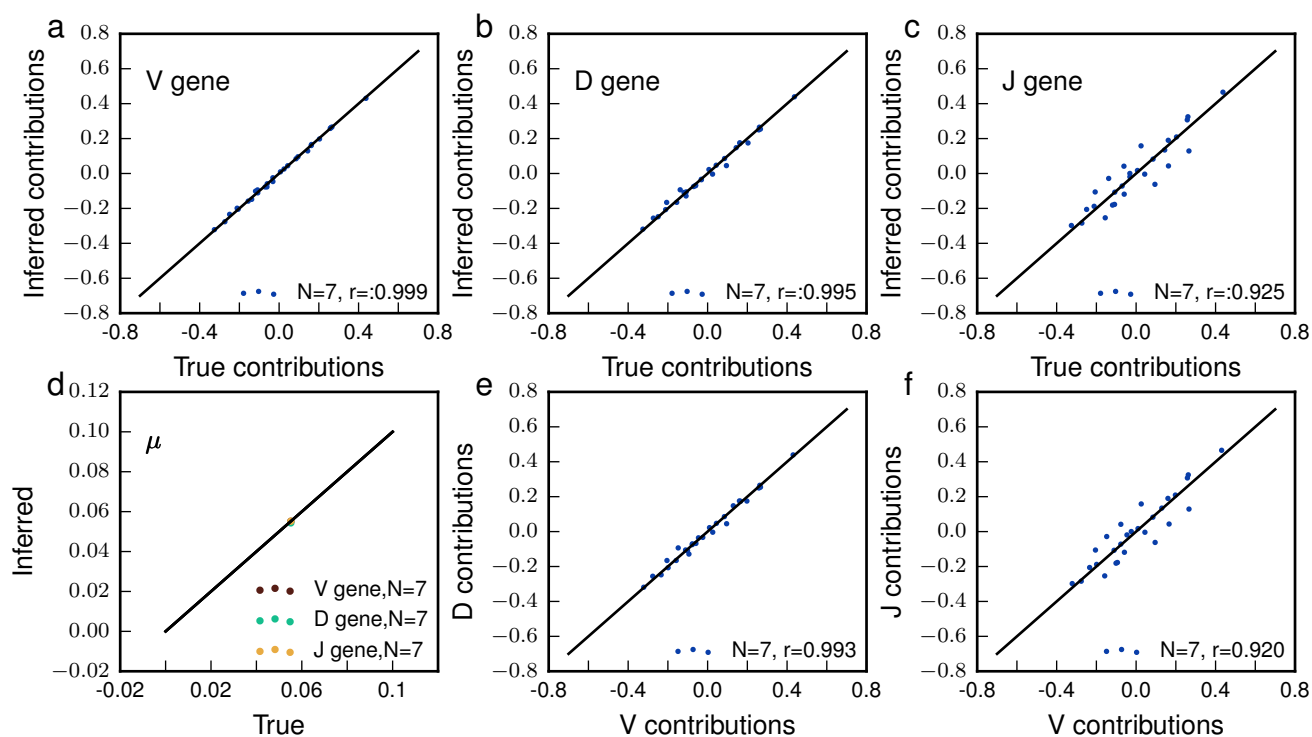 a
0.8
0.6
0.4
0.2
0.0
−0.2
−0.4
−0.6
−0.8
Inferred contributions
V gene
N=7, r=:0.999
-0.8 -0.4 0.0 0.4 0.8
True contributions
b
0.8
0.6
0.4
0.2
0.0
−0.2
−0.4
−0.6
−0.8
Inferred contributions
D gene
N=7, r=:0.995
-0.8 -0.4 0.0 0.4 0.8
True contributions
c
0.8
0.6
0.4
0.2
0.0
−0.2
−0.4
−0.6
−0.8
Inferred contributions
J gene
N=7, r=:0.925
-0.8 -0.4 0.0 0.4 0.8
True contributions
d
0.12
0.10
0.08
0.06
0.04
0.02
0.00
−0.02
Inferred
μ
V gene,N=7
D gene,N=7
J gene,N=7
-0.02 0.02 0.06 0.1
True
e
0.8
0.6
0.4
0.2
0.0
−0.2
−0.4
−0.6
−0.8
D contributions
N=7, r=:0.993
-0.8 -0.4 0.0 0.4 0.8
V contributions
f
0.8
0.6
0.4
0.2
0.0
−0.2
−0.4
−0.6
−0.8
J contributions
N=7, r=:0.920
-0.8 -0.4 0.0 0.4 0.8
V contributions